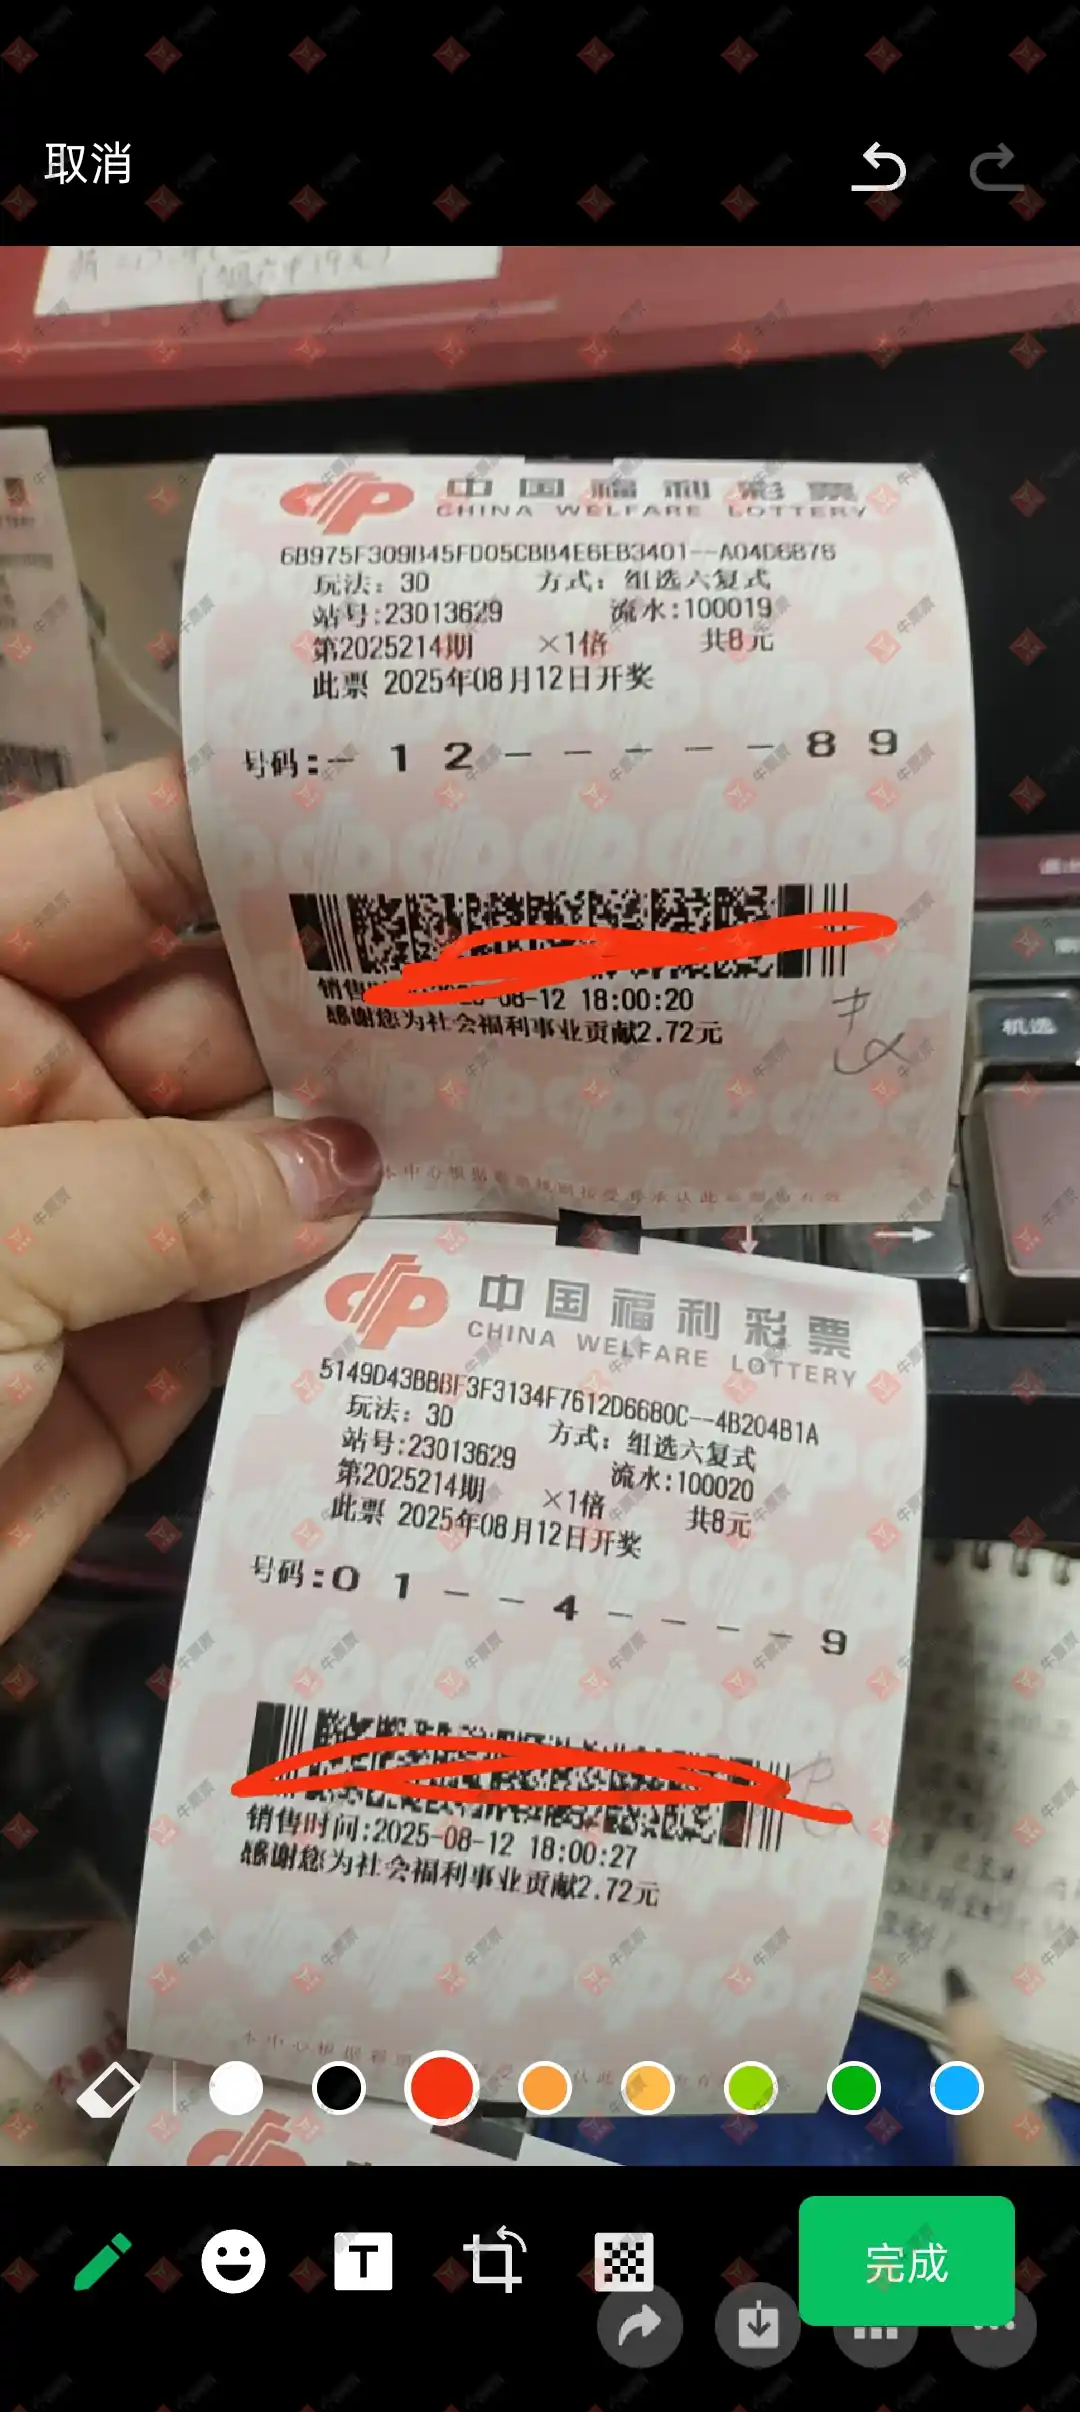 取消
中国福利彩票
CHINA WELFARE LOTTERY
6B975F309B45FD05CBB4E6EB3401--A04D6B76
玩法：3D 方式：组选六复式
站号:23013629 流水:100019
第2025214期 ×1倍 共8元
此票 2025年08月12日开奖
号码:- 1 2 - - - - - 8 9
机选
销售 -08-12 18:00:20
感谢您为社会福利事业贡献2.72元
中国福利彩票
CHINA WELFARE LOTTERY
5149D43BBBF3F3134F7612D6680C--4B204B1A
玩法：3D 方式：组选六复式
站号:23013629 流水:100020
第2025214期 ×1倍 共8元
此票 2025年08月12日开奖
号码:0 1 - - 4 - - - - 9
销售时间:2025-08-12 18:00:27
感谢您为社会福利事业贡献2.72元
T
完成
牛票票